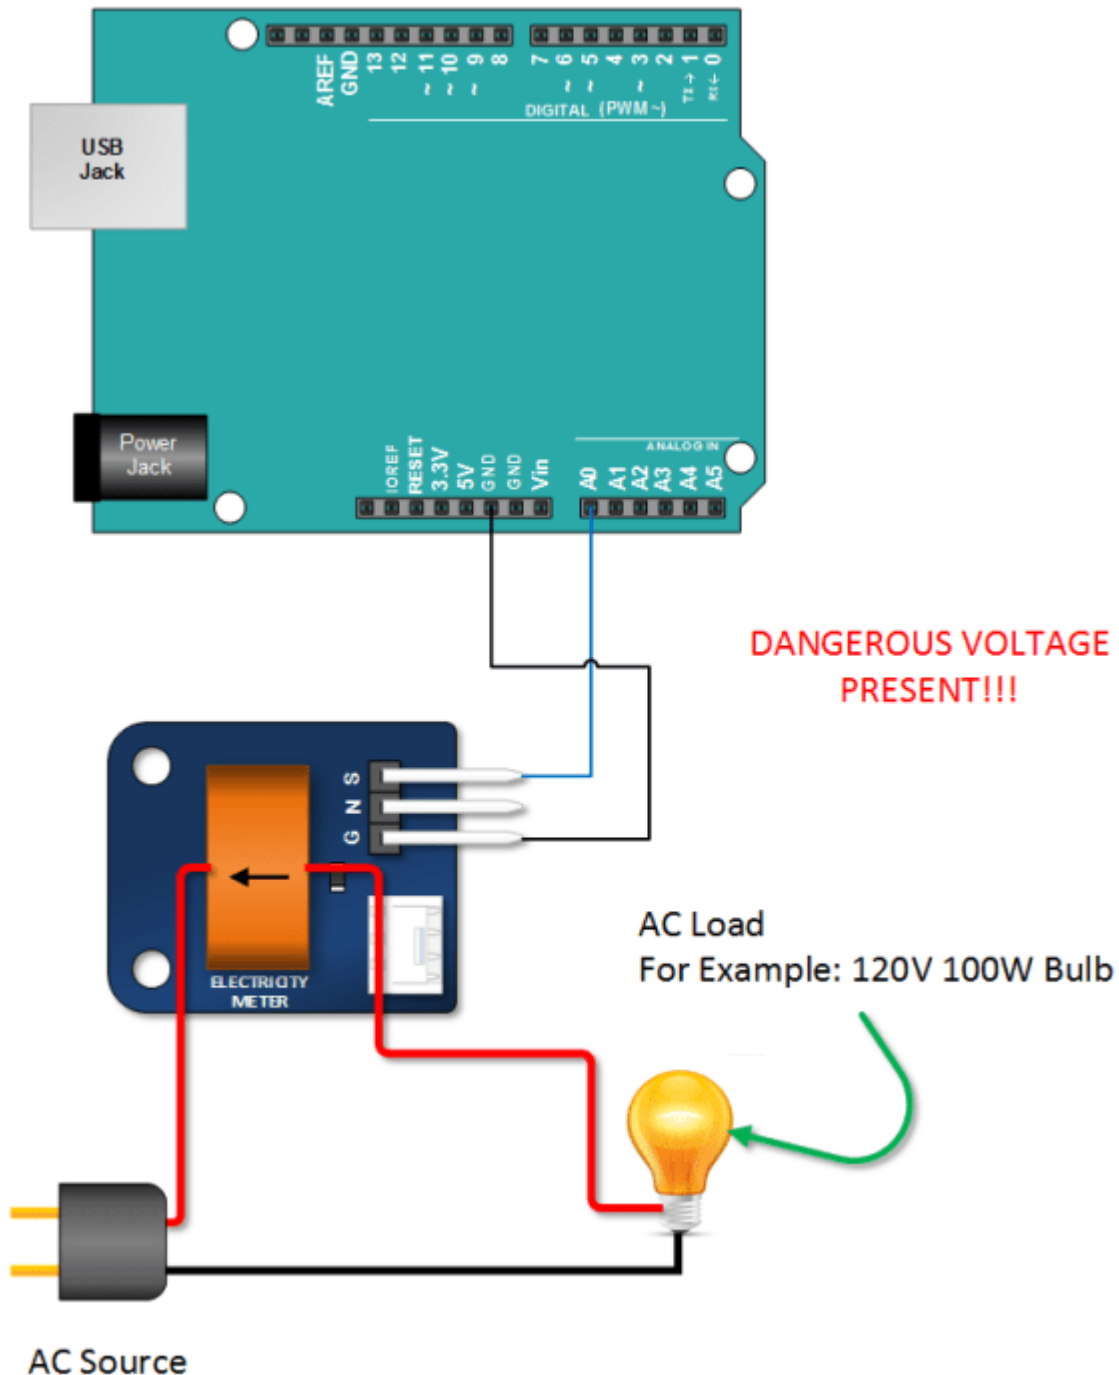 AREF
GND
13
12
~ 11
~ 10
~ 9
8
7
~ 6
~ 5
4
~ 3
2
TX→ 1
RX← 0
DIGITAL (PWM ~)
USB
Jack
Power
Jack
ANALOG IN
IOREF
RESET
3.3V
5V
GND
GND
Vin
A0
A1
A2
A3
A4
A5
DANGEROUS VOLTAGE
PRESENT!!!
S
N
G
ELECTRICITY
METER
AC Load
For Example: 120V 100W Bulb
AC Source